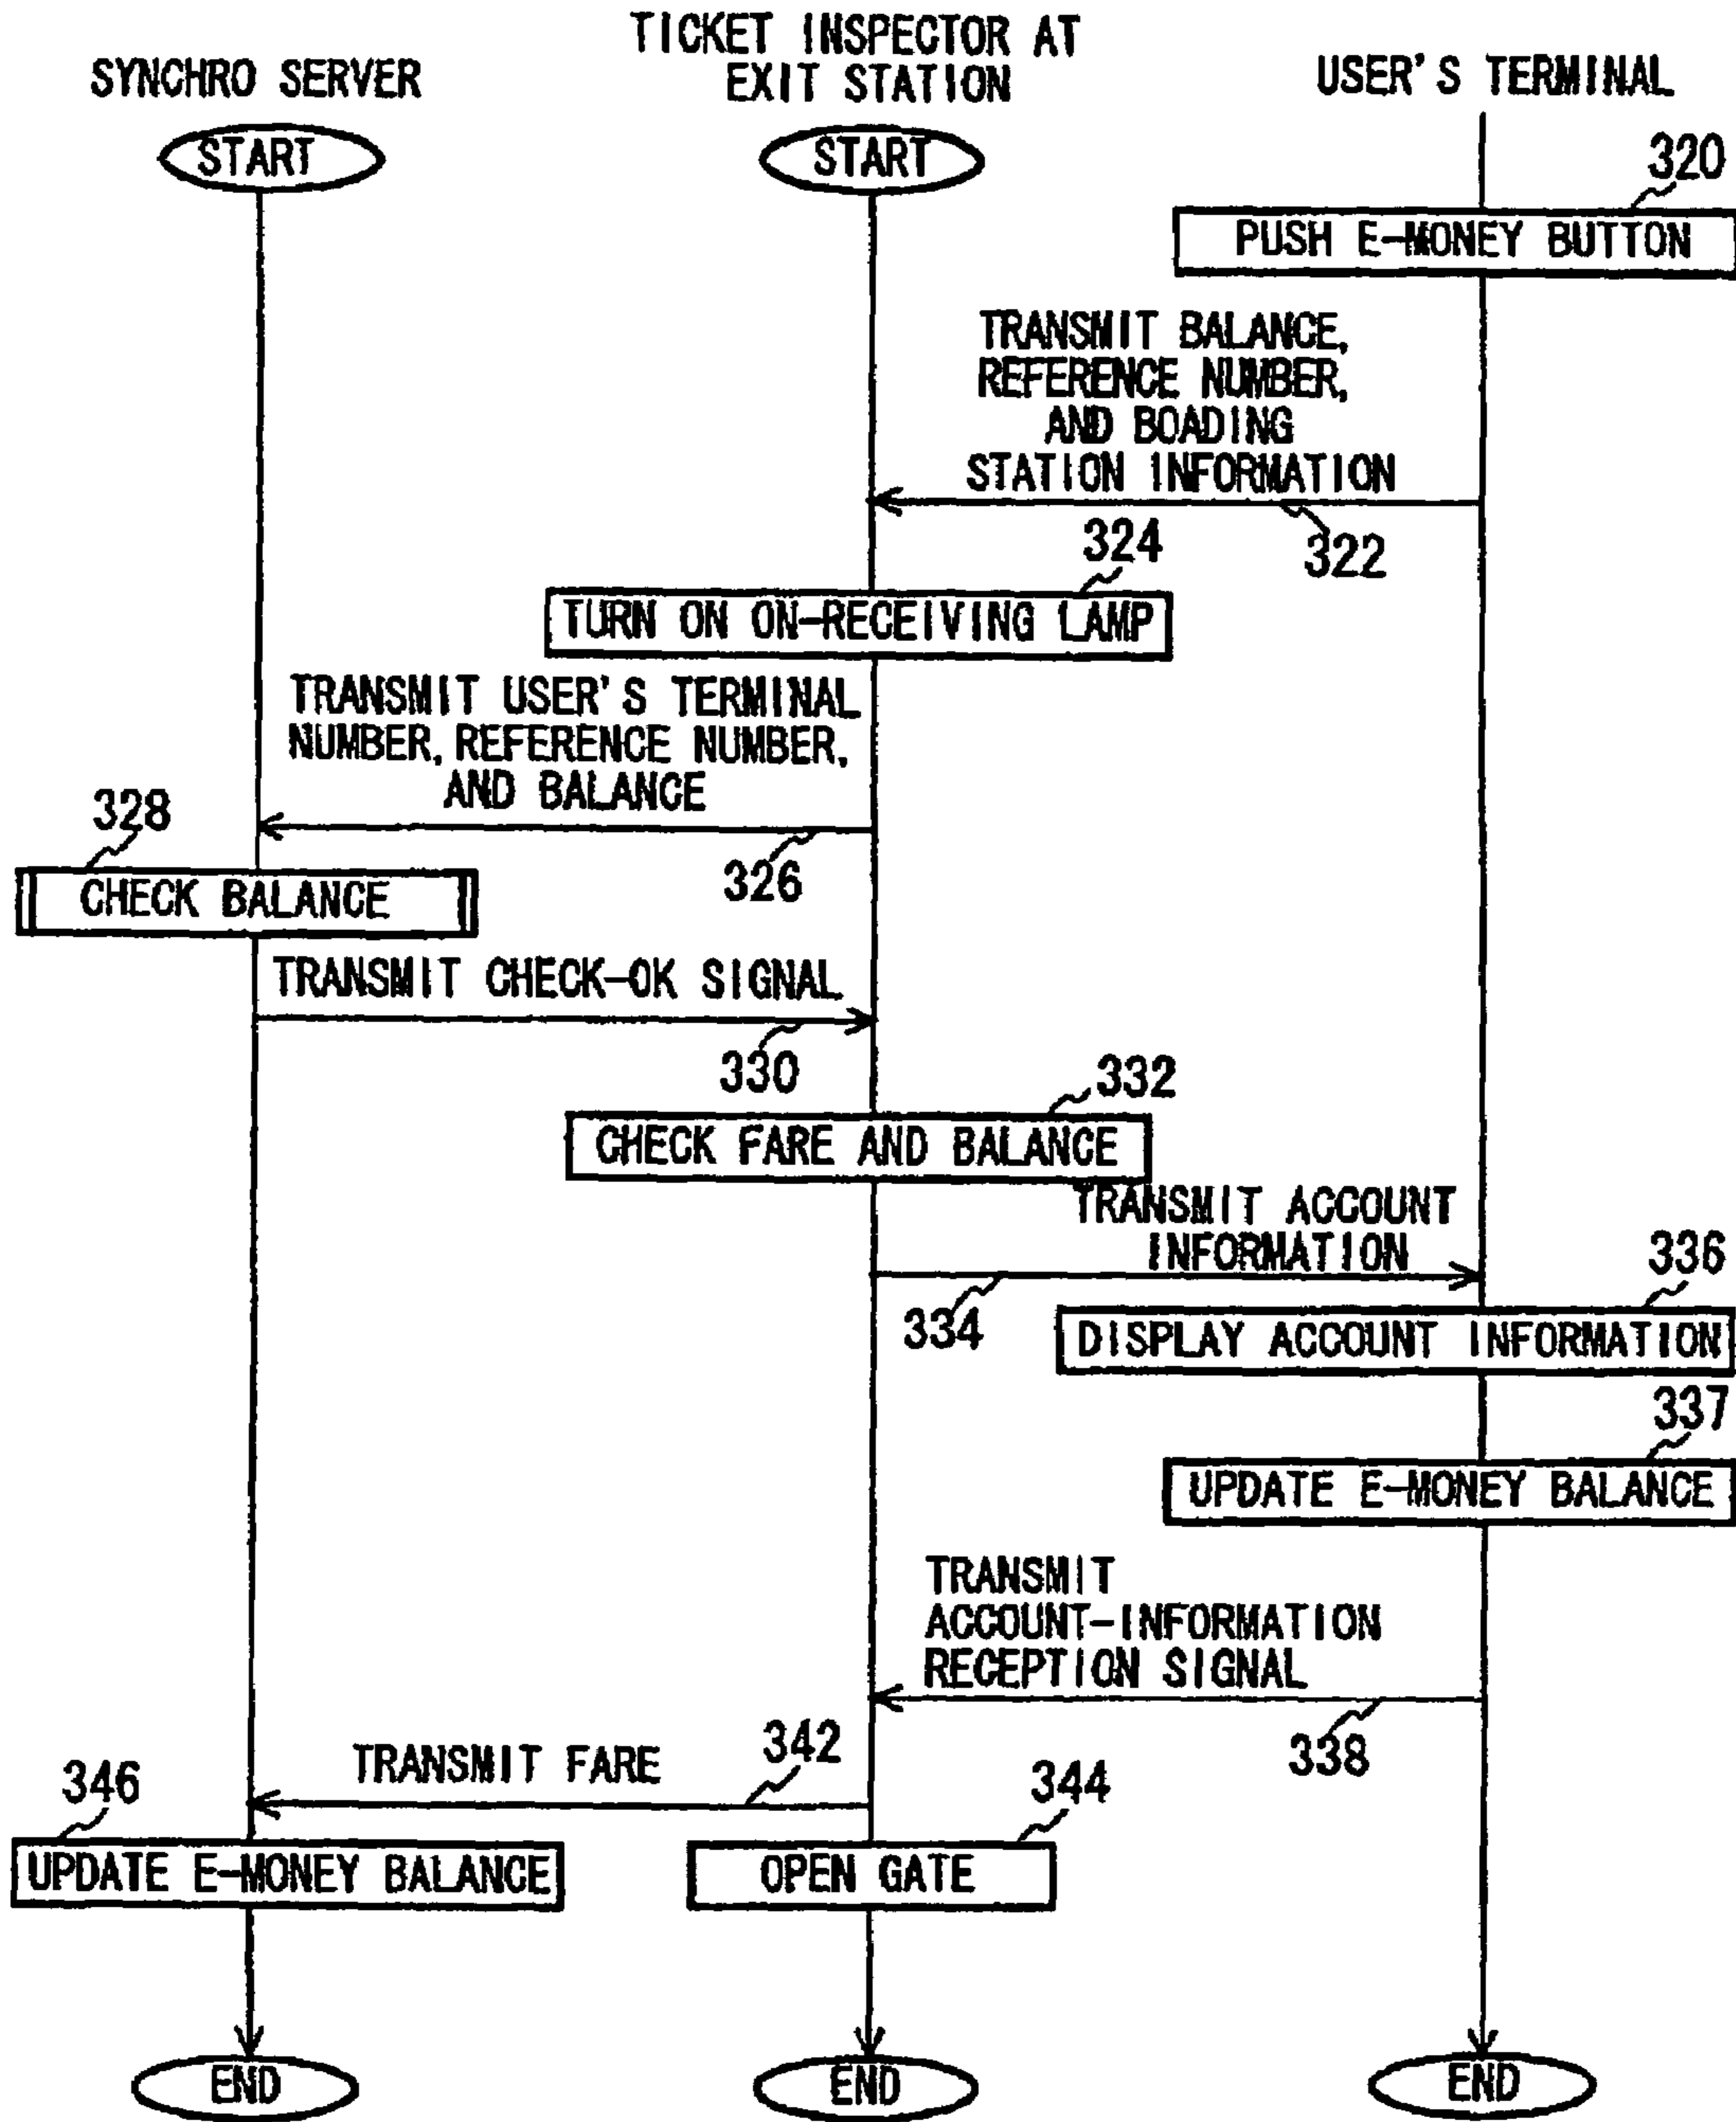 SYNCHRO SERVER
TICKET INSPECTOR AT
EXIT STATION
USER'S TERMINAL
START
START
320
PUSH E-MONEY BUTTON
TRANSMIT BALANCE,
REFERENCE NUMBER,
AND BOADING
STATION INFORMATION
322
324
TURN ON ON-RECEIVING LAMP
TRANSMIT USER'S TERMINAL
NUMBER, REFERENCE NUMBER,
AND BALANCE
326
328
CHECK BALANCE
TRANSMIT CHECK-OK SIGNAL
330
332
CHECK FARE AND BALANCE
TRANSMIT ACCOUNT
INFORMATION
334
336
DISPLAY ACCOUNT INFORMATION
337
UPDATE E-MONEY BALANCE
TRANSMIT
ACCOUNT-INFORMATION
RECEPTION SIGNAL
338
TRANSMIT FARE
342
344
346
UPDATE E-MONEY BALANCE
OPEN GATE
END
END
END